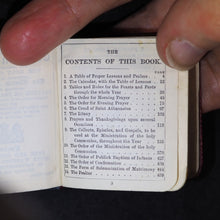 THE
CONTENTS OF THIS BOOK.
PAGE
1. A Table of Proper Lessons and Psalms
2. The Calendar, with the Table of Lessons
3. Tables and Rules for the Feasts and Fasts
through the whole Year
4. The Order for Morning Prayer
5. The Order for Evening Prayer
6. The Creed of Saint Athanasius
7. The Litany
8. Prayers and Thanksgivings upon several
Occasions
9. The Collects, Epistles, and Gospels, to be
used at the Ministration of the holy
Communion, throughout the Year
10. The Order of the Ministration of the holy
Communion
11. The Order of Publick Baptism of Infants
12. The Order of Confirmation
13. The Form of Solemnization of Matrimony
14. The Psalter